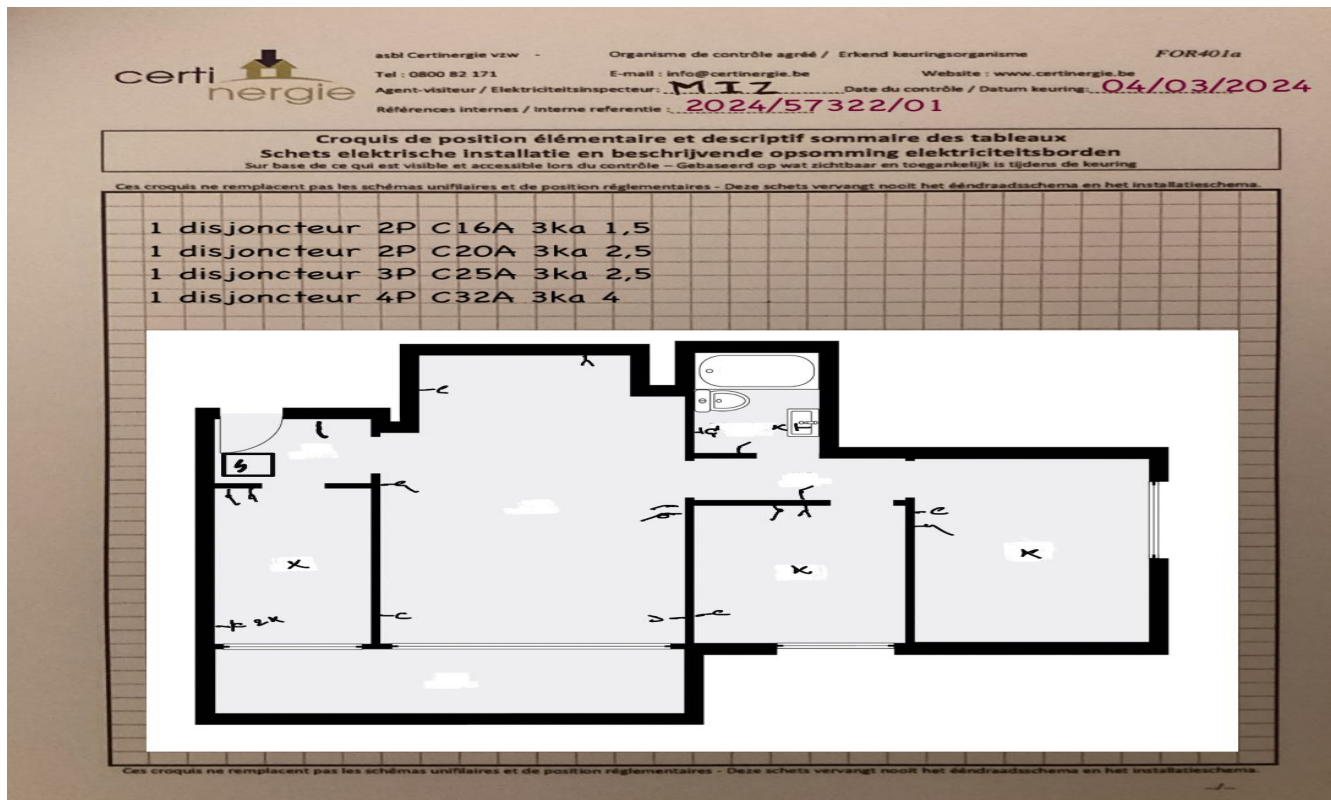 certi nergie
asbl Certinergie vzw - Organisme de contrôle agréé / Erkend keuringsorganisme FOR401a
Tel : 0800 82 171 E-mail : info@certinergie.be Website : www.certinergie.be
Agent-visiteur / Elektriciteitsinspecteur: MIZ Date du contrôle / Datum keuring: 04/03/2024
Références internes / Interne referentie : 2024/57322/01
Croquis de position élémentaire et descriptif sommaire des tableaux
Schets elektrische installatie en beschrijvende opsomming elektriciteitsborden
Sur base de ce qui est visible et accessible lors du contrôle – Gebaseerd op wat zichtbaar en toegankelijk is tijdens de keuring
Ces croquis ne remplacent pas les schémas unifilaires et de position réglementaires - Deze schets vervangt nooit het ééndraadsschema en het installatieschema.
1 disjoncteur 2P C16A 3ka 1,5
1 disjoncteur 2P C20A 3ka 2,5
1 disjoncteur 3P C25A 3ka 2,5
1 disjoncteur 4P C32A 3ka 4
Ces croquis ne remplacent pas les schémas unifilaires et de position réglementaires - Deze schets vervangt nooit het ééndraadsschema en het installatieschema.